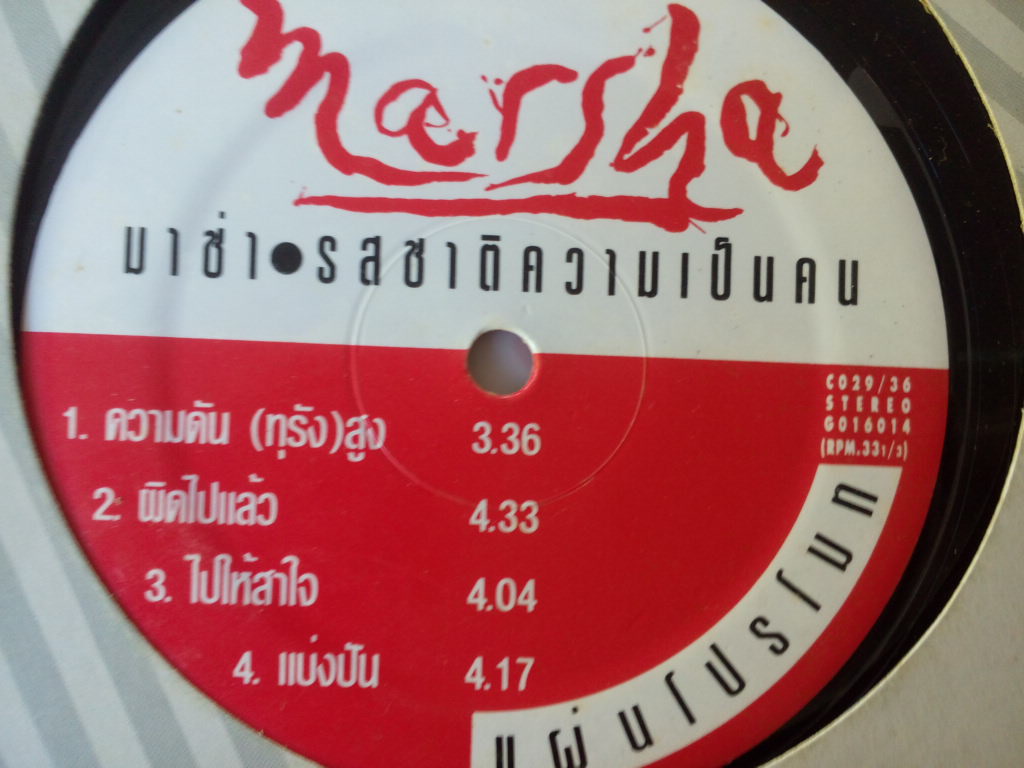 marsha
มาช่า●รสชาติความเป็นคน
CO29/36
STEREO
G016014
(RPM.33 1/3)
1. ความดัน (ทุรัง)สูง 3.36
2. ผิดไปแล้ว 4.33
3. ไปให้สาใจ 4.04
4. แบ่งปัน 4.17
แผ่นโปรโมท